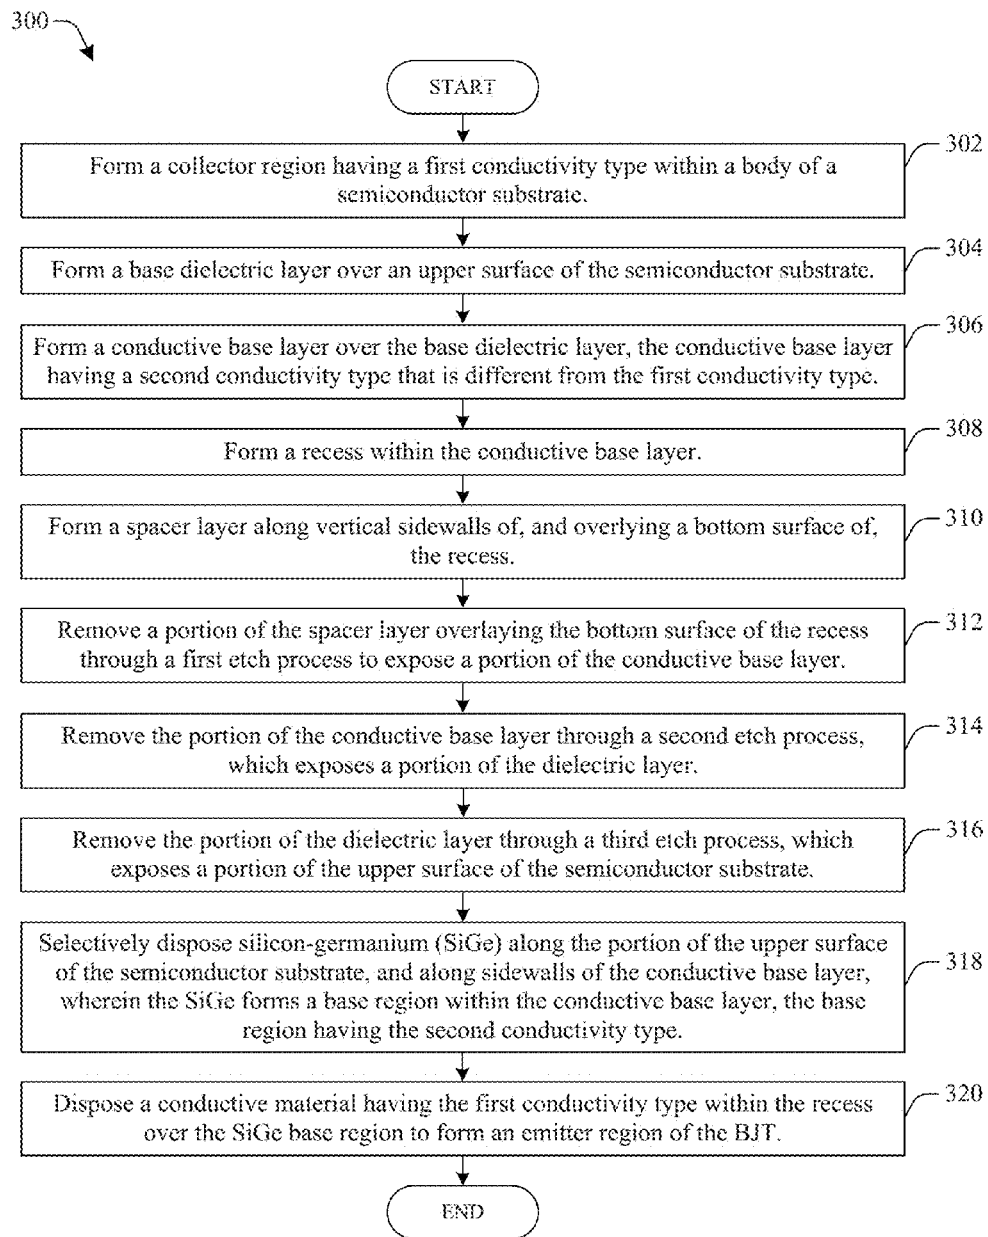 300
START
302
Form a collector region having a first conductivity type within a body of a
semiconductor substrate.
304
Form a base dielectric layer over an upper surface of the semiconductor substrate.
306
Form a conductive base layer over the base dielectric layer, the conductive base layer
having a second conductivity type that is different from the first conductivity type.
308
Form a recess within the conductive base layer.
310
Form a spacer layer along vertical sidewalls of, and overlying a bottom surface of,
the recess.
312
Remove a portion of the spacer layer overlaying the bottom surface of the recess
through a first etch process to expose a portion of the conductive base layer.
314
Remove the portion of the conductive base layer through a second etch process,
which exposes a portion of the dielectric layer.
316
Remove the portion of the dielectric layer through a third etch process, which
exposes a portion of the upper surface of the semiconductor substrate.
318
Selectively dispose silicon-germanium (SiGe) along the portion of the upper surface
of the semiconductor substrate, and along sidewalls of the conductive base layer,
wherein the SiGe forms a base region within the conductive base layer, the base
region having the second conductivity type.
320
Dispose a conductive material having the first conductivity type within the recess
over the SiGe base region to form an emitter region of the BJT.
END